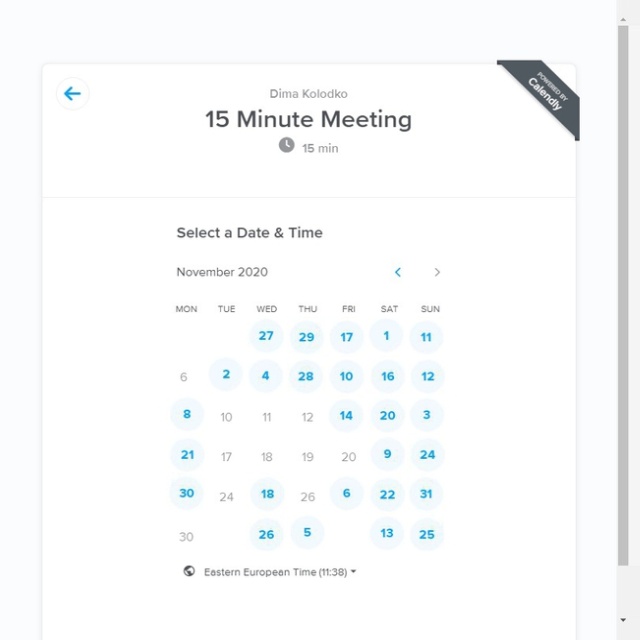 POWERED BY
Calendly
Dima Kolodko
15 Minute Meeting
15 min
Select a Date & Time
November 2020
MON TUE WED THU FRI SAT SUN
27 29 17 1 11
6 2 4 28 10 16 12
8 10 11 12 14 20 3
21 17 18 19 20 9 24
30 24 18 26 6 22 31
30 26 5 13 25
Eastern European Time (11:38)